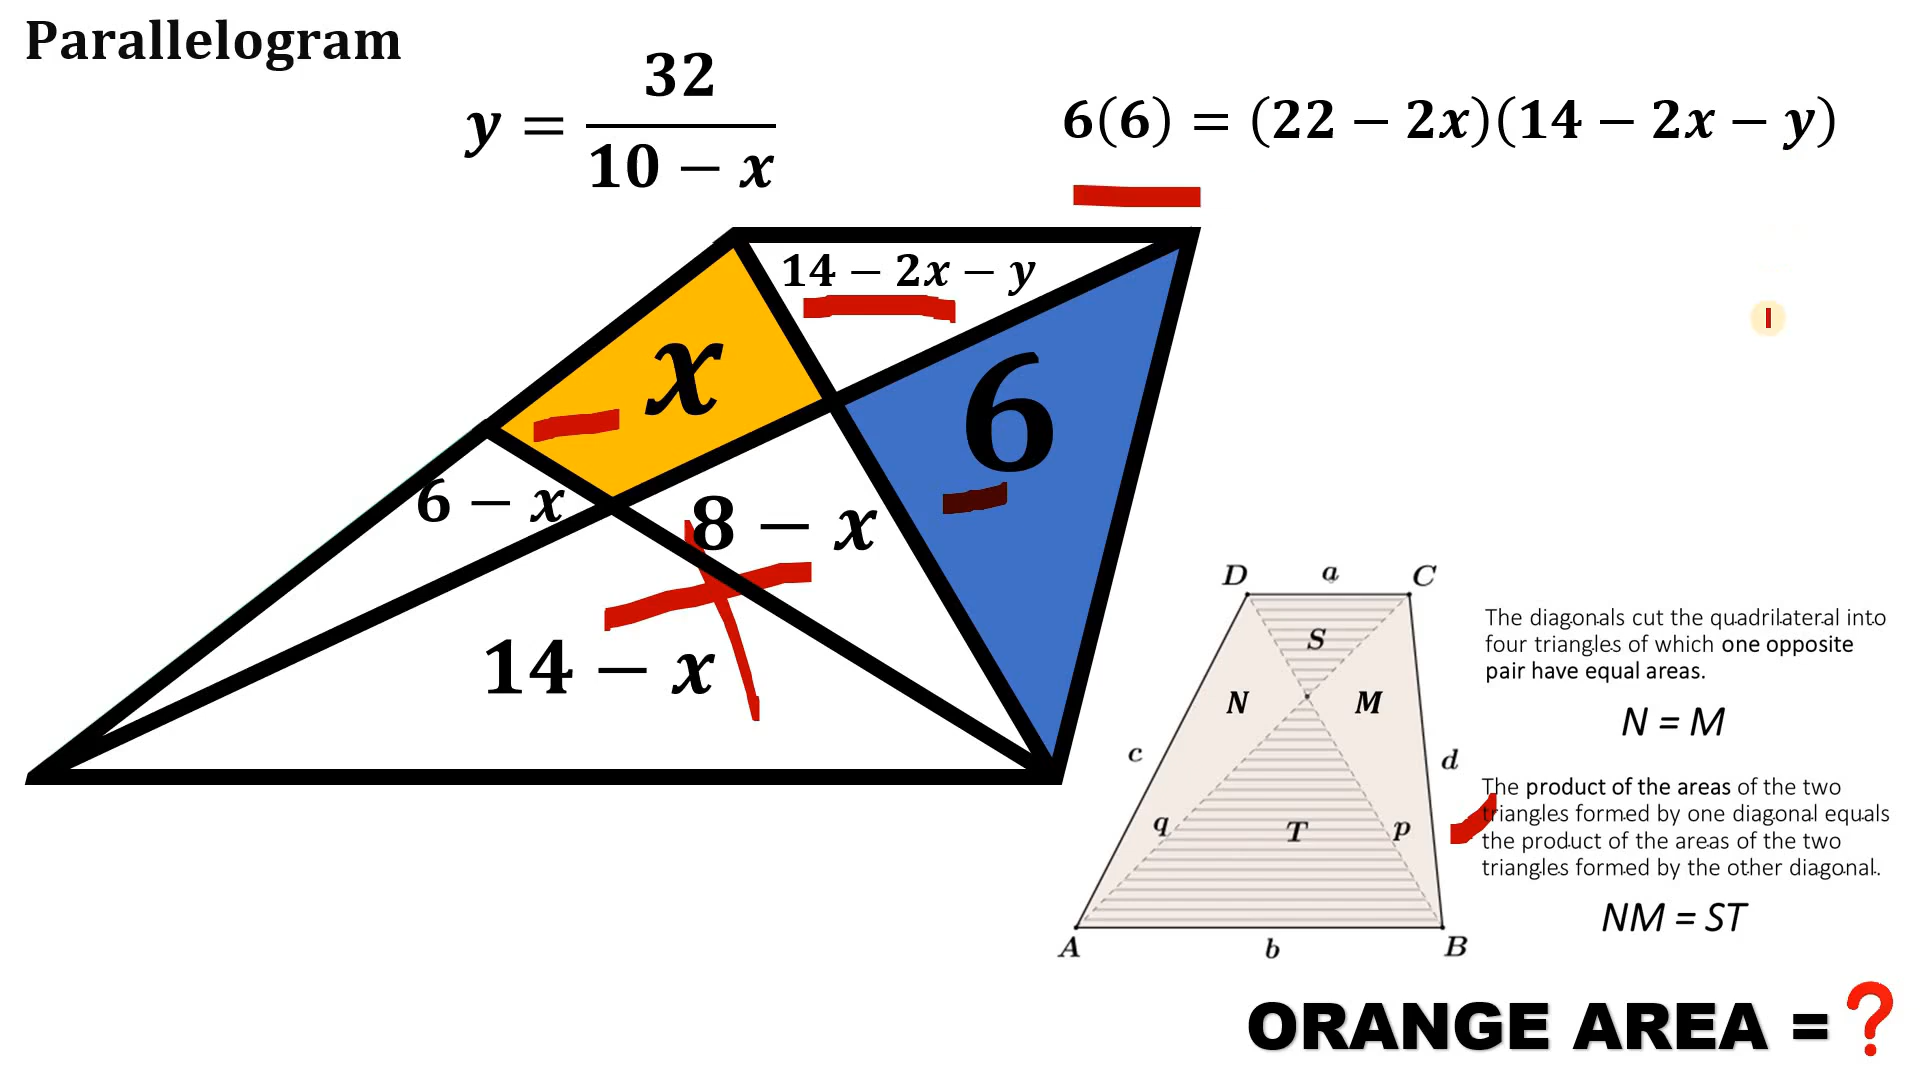 Parallelogram
y = 32 / (10 − x)
6(6) = (22 − 2x)(14 − 2x − y)
14 − 2x − y
x
6
6 − x
8 − x
14 − x
D a C
S
N M
c d
q T p
A b B
The diagonals cut the quadrilateral into
four triangles of which one opposite
pair have equal areas.
N = M
The product of the areas of the two
triangles formed by one diagonal equals
the product of the areas of the two
triangles formed by the other diagonal.
NM = ST
ORANGE AREA =❓